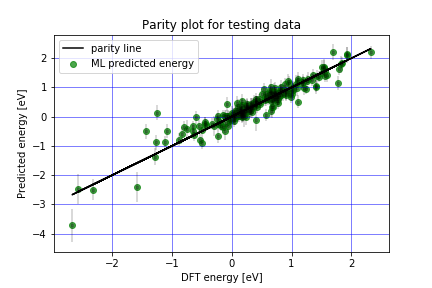 Parity plot for testing data
parity line
ML predicted energy
Predicted energy [eV]
2
1
0
−1
−2
−3
−4
−2
−1
0
1
2
DFT energy [eV]